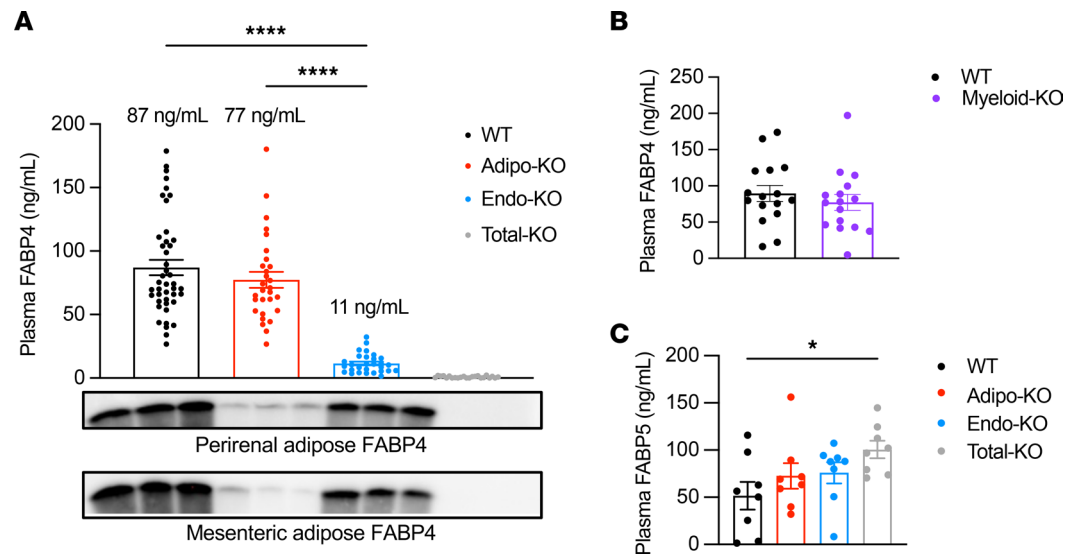 A
****
****
87 ng/mL 77 ng/mL
11 ng/mL
Plasma FABP4 (ng/mL)
200
150
100
50
0
WT
Adipo-KO
Endo-KO
Total-KO
Perirenal adipose FABP4
Mesenteric adipose FABP4
B
Plasma FABP4 (ng/mL)
250
200
150
100
50
0
WT
Myeloid-KO
C
*
Plasma FABP5 (ng/mL)
200
150
100
50
0
WT
Adipo-KO
Endo-KO
Total-KO